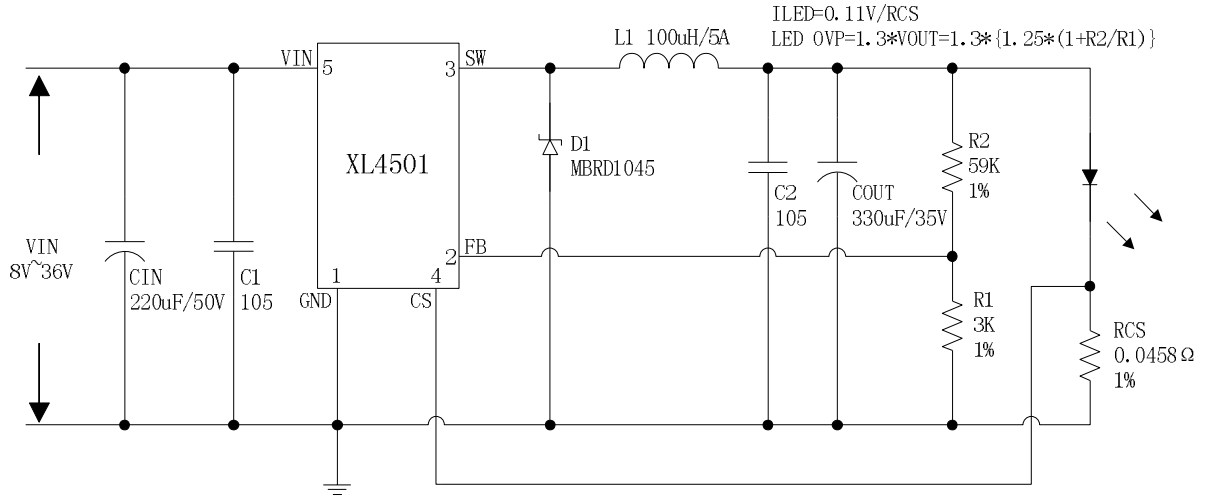 ILED=0.11V/RCS
LED OVP=1.3*VOUT=1.3*{1.25*(1+R2/R1)}
L1 100uH/5A
VIN
5
3
SW
XL4501
D1
MBRD1045
R2
59K
1%
C2
105
COUT
330uF/35V
VIN
8V~36V
CIN
220uF/50V
C1
105
2
FB
1
4
GND
CS
R1
3K
1%
RCS
0.0458Ω
1%